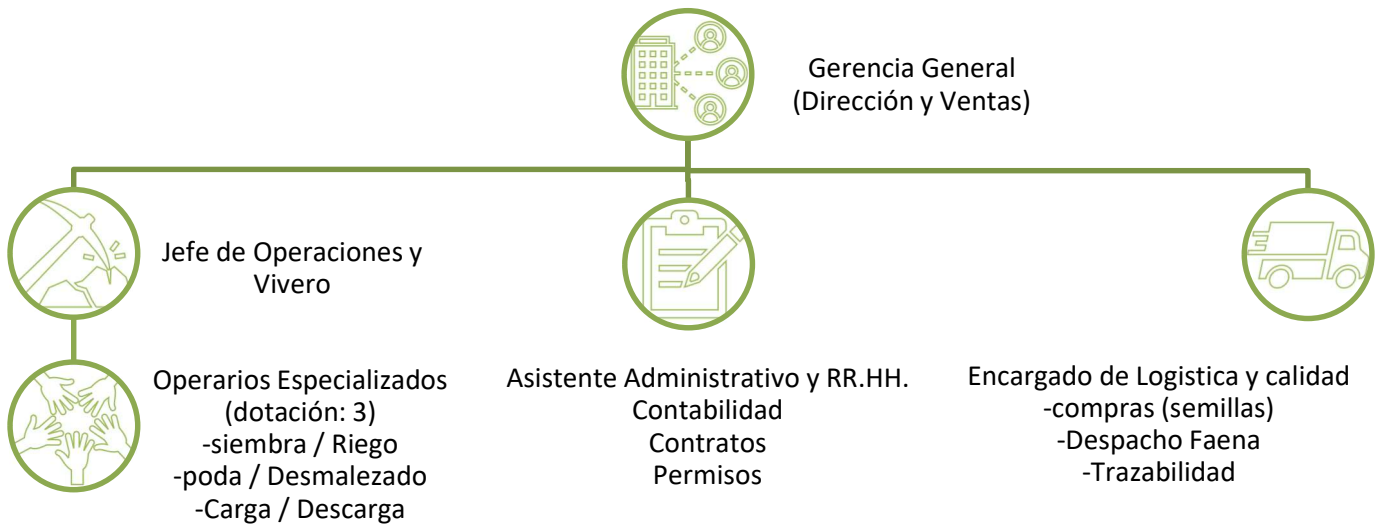 Gerencia General
(Dirección y Ventas)
Jefe de Operaciones y
Vivero
Operarios Especializados
(dotación: 3)
-siembra / Riego
-poda / Desmalezado
-Carga / Descarga
Asistente Administrativo y RR.HH.
Contabilidad
Contratos
Permisos
Encargado de Logistica y calidad
-compras (semillas)
-Despacho Faena
-Trazabilidad